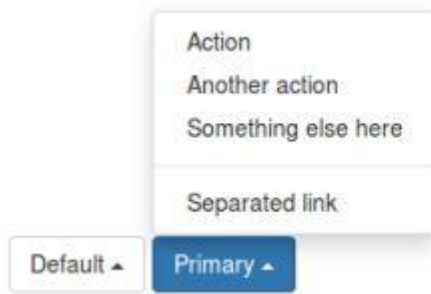 Action
Another action
Something else here
Separated link
Default
Primary